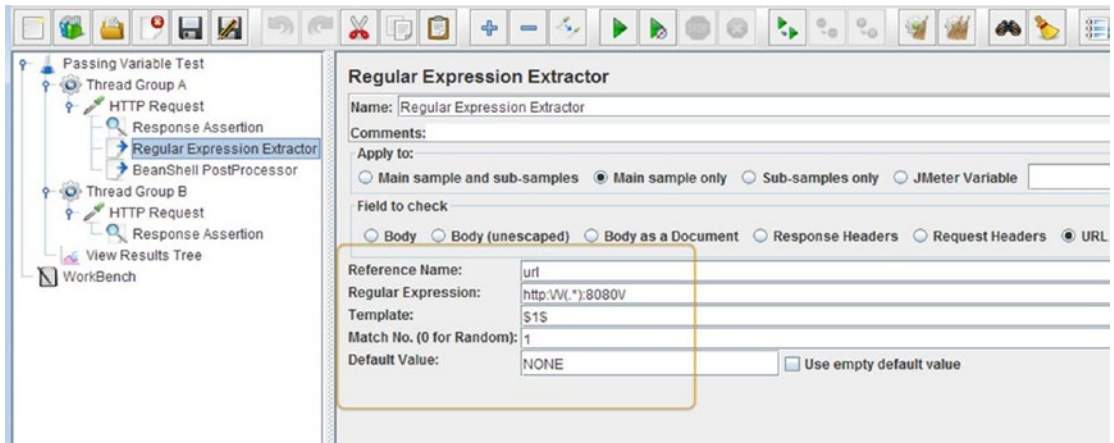 Passing Variable Test
Thread Group A
HTTP Request
Response Assertion
Regular Expression Extractor
BeanShell PostProcessor
Thread Group B
HTTP Request
Response Assertion
View Results Tree
WorkBench
Regular Expression Extractor
Name: Regular Expression Extractor
Comments:
Apply to:
Main sample and sub-samples Main sample only Sub-samples only JMeter Variable
Field to check
Body Body (unescaped) Body as a Document Response Headers Request Headers URL
Reference Name: url
Regular Expression: http:\/\/(.*):8080\/
Template: $1$
Match No. (0 for Random): 1
Default Value: NONE Use empty default value